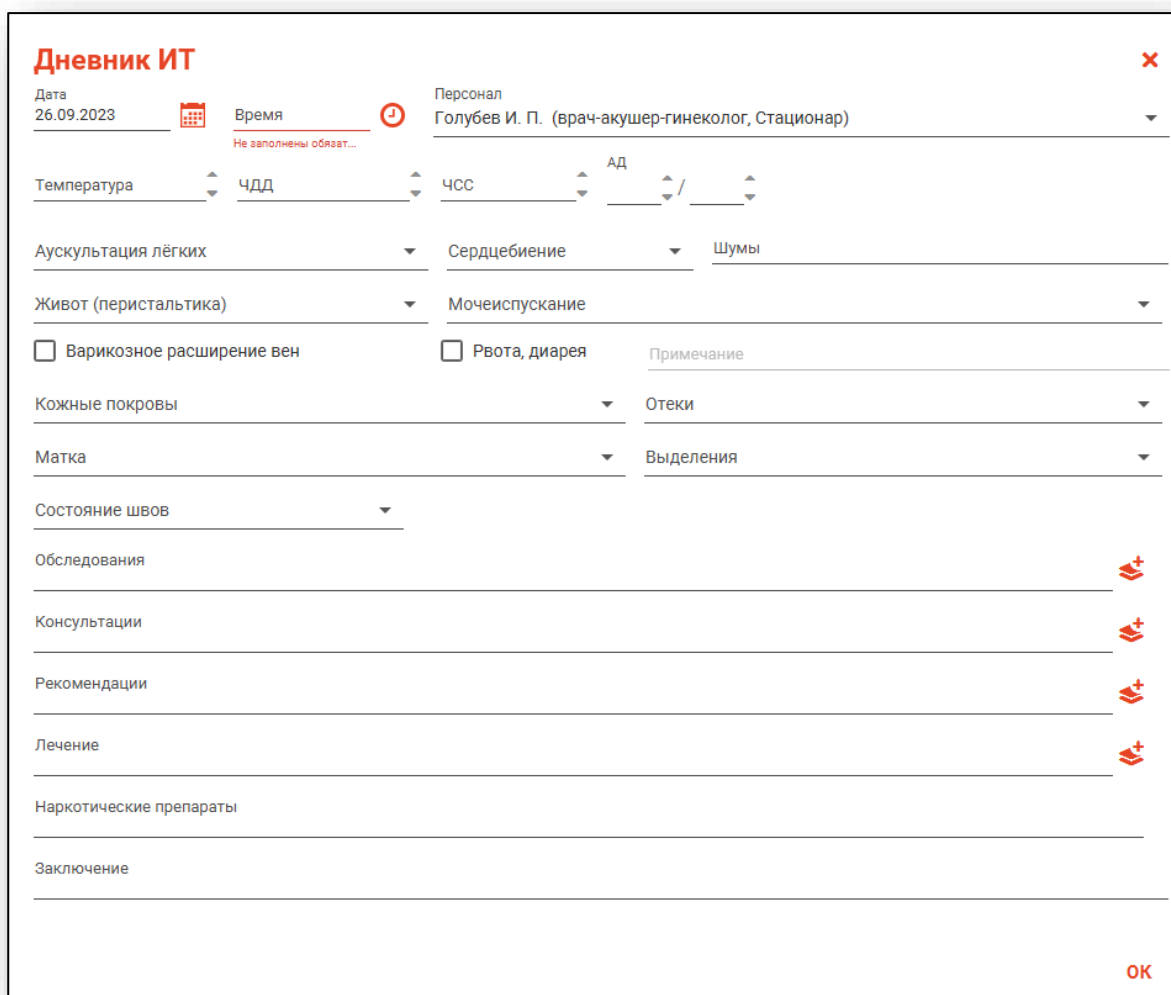 Дневник ИТ
Дата
26.09.2023
Время
Не заполнены обязат...
Персонал
Голубев И. П. (врач-акушер-гинеколог, Стационар)
Температура
ЧДД
ЧСС
АД
/
Аускультация лёгких
Сердцебиение
Шумы
Живот (перистальтика)
Мочеиспускание
Варикозное расширение вен
Рвота, диарея
Примечание
Кожные покровы
Отеки
Матка
Выделения
Состояние швов
Обследования
Консультации
Рекомендации
Лечение
Наркотические препараты
Заключение
ОК